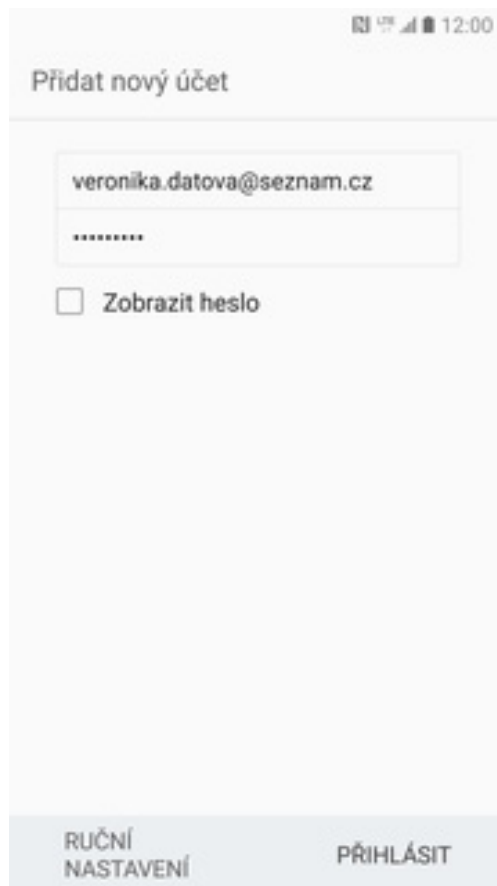 12:00
Přidat nový účet
veronika.datova@seznam.cz
•••••••••
Zobrazit heslo
RUČNÍ
NASTAVENÍ
PŘIHLÁSIT